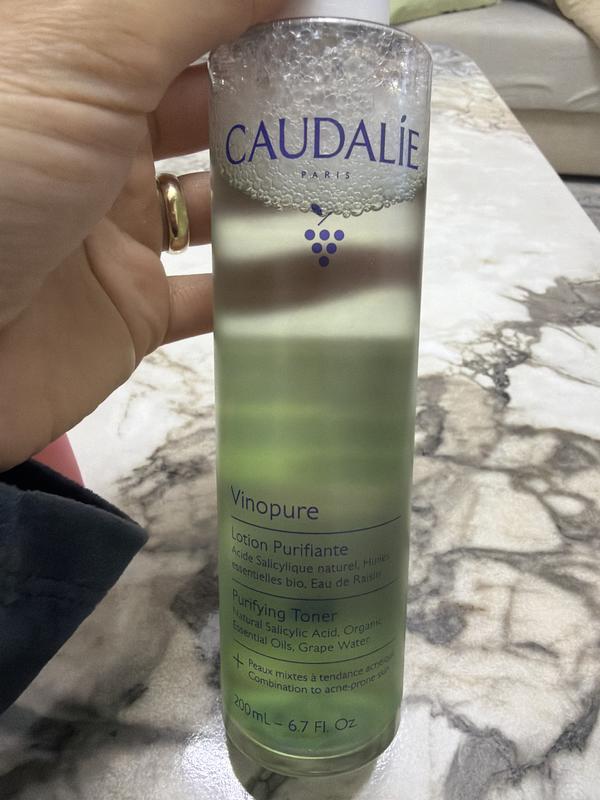 CAUDALÍE
PARIS
Vinopure
Lotion Purifiante
Acide Salicylique naturel, Huiles
essentielles bio, Eau de Raisin
Purifying Toner
Natural Salicylic Acid, Organic
Essential Oils, Grape Water
+ Peaux mixtes à tendance acnéique
Combination to acne-prone skin
200mL – 6.7 Fl. Oz